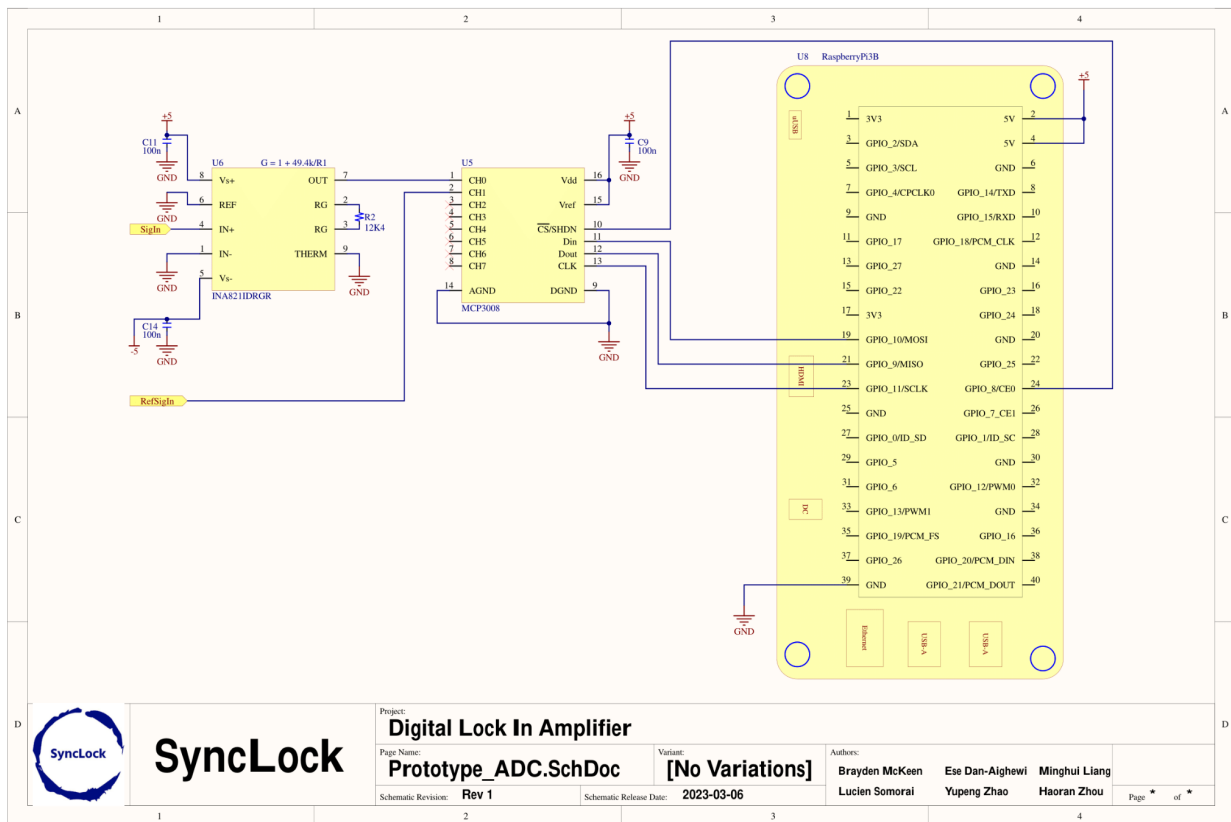 1 2 3 4
A
B
C
D
A
B
C
D
+5
C11
100n
GND
U6 G = 1 + 49.4k/R1
8 Vs+ OUT 7
6 REF RG 2
4 IN+ RG 3
1 IN- THERM 9
5 Vs-
INA821IDRGR
GND
SigIn
GND
R2
12K4
GND
C14
100n
-5
GND
RefSigIn
+5
C9
100n
GND
U5
1 CH0 Vdd 16
2 CH1
3 CH2 Vref 15
4 CH3
5 CH4 CS/SHDN 10
6 CH5 Din 11
7 CH6 Dout 12
8 CH7 CLK 13
14 AGND DGND 9
MCP3008
GND
U8 RaspberryPi3B
+5
uUSB
HDMI
DC
1 3V3 5V 2
3 GPIO_2/SDA 5V 4
5 GPIO_3/SCL GND 6
7 GPIO_4/CPCLK0 GPIO_14/TXD 8
9 GND GPIO_15/RXD 10
11 GPIO_17 GPIO_18/PCM_CLK 12
13 GPIO_27 GND 14
15 GPIO_22 GPIO_23 16
17 3V3 GPIO_24 18
19 GPIO_10/MOSI GND 20
21 GPIO_9/MISO GPIO_25 22
23 GPIO_11/SCLK GPIO_8/CE0 24
25 GND GPIO_7_CE1 26
27 GPIO_0/ID_SD GPIO_1/ID_SC 28
29 GPIO_5 GND 30
31 GPIO_6 GPIO_12/PWM0 32
33 GPIO_13/PWM1 GND 34
35 GPIO_19/PCM_FS GPIO_16 36
37 GPIO_26 GPIO_20/PCM_DIN 38
39 GND GPIO_21/PCM_DOUT 40
GND
Ethernet
USB-A
USB-A
SyncLock
SyncLock
Project:
Digital Lock In Amplifier
Page Name:
Prototype_ADC.SchDoc
Variant:
[No Variations]
Schematic Revision: Rev 1
Schematic Release Date: 2023-03-06
Authors:
Brayden McKeen Ese Dan-Aighewi Minghui Liang
Lucien Somorai Yupeng Zhao Haoran Zhou
Page * of *
1 2 3 4